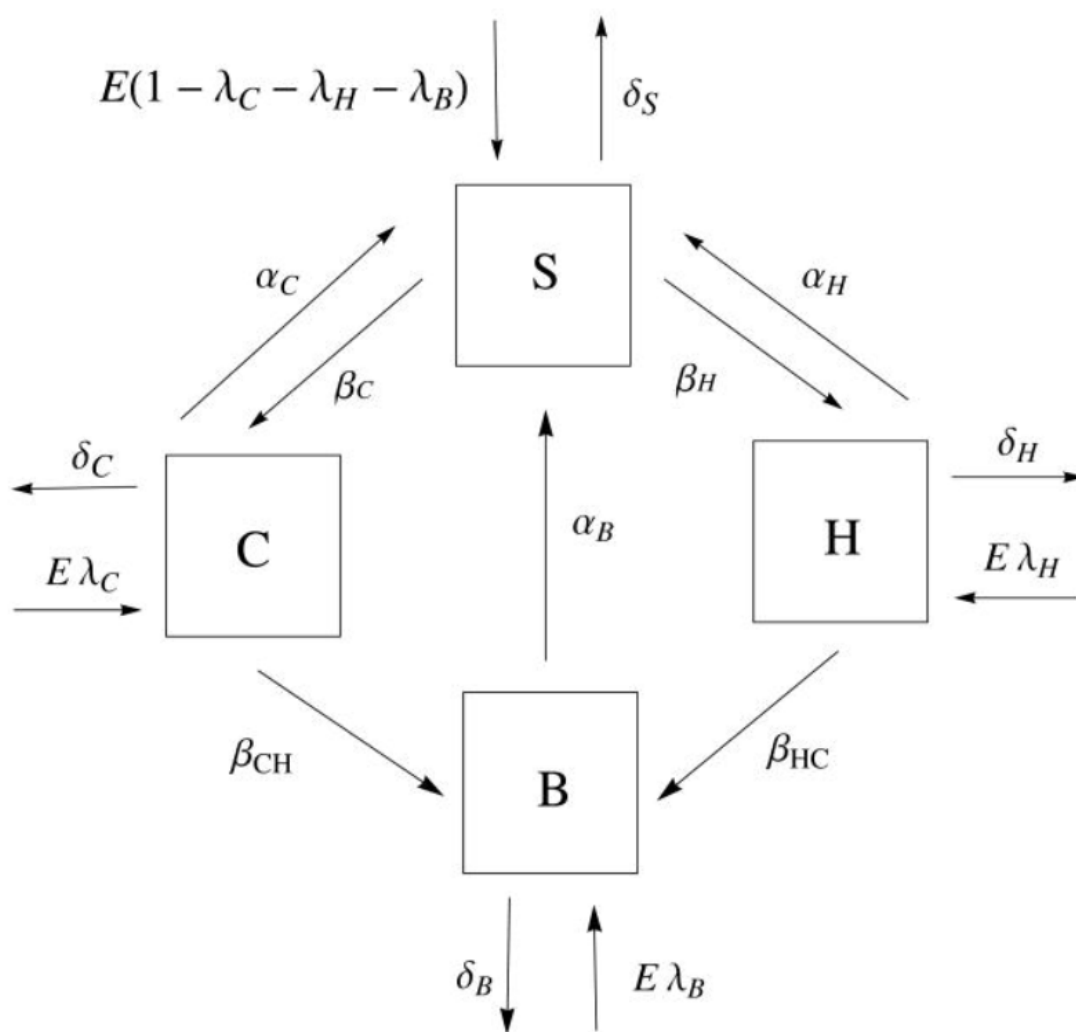 E(1 − λ_C − λ_H − λ_B)
δ_S
S
α_C
α_H
β_C
β_H
δ_C
δ_H
C
α_B
H
E λ_C
E λ_H
β_CH
B
β_HC
δ_B
E λ_B